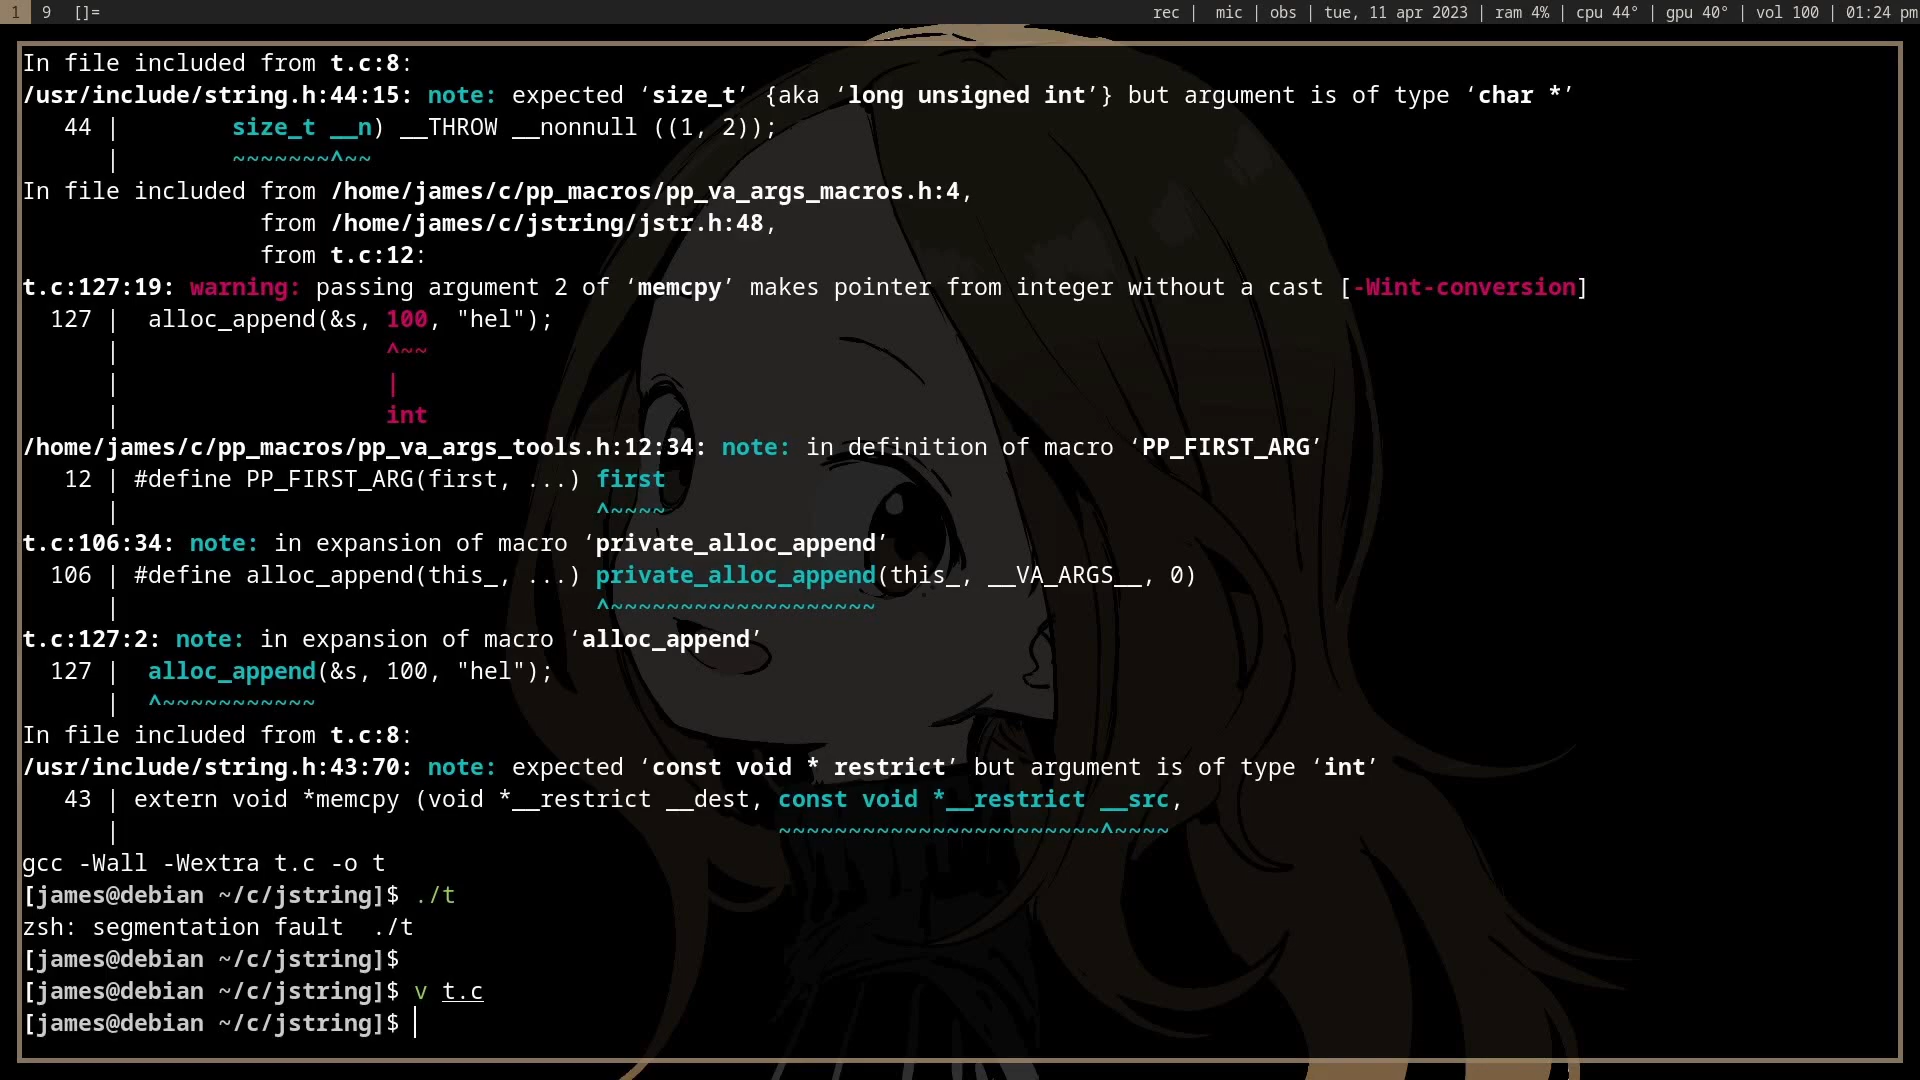 1 9 []= rec | mic | obs | tue, 11 apr 2023 | ram 4% | cpu 44° | gpu 40° | vol 100 | 01:24 pm
In file included from t.c:8:
/usr/include/string.h:44:15: note: expected ‘size_t’ {aka ‘long unsigned int’} but argument is of type ‘char *’
   44 |        size_t __n) __THROW __nonnull ((1, 2));
      |        ~~~~~~~^~~
In file included from /home/james/c/pp_macros/pp_va_args_macros.h:4,
                 from /home/james/c/jstring/jstr.h:48,
                 from t.c:12:
t.c:127:19: warning: passing argument 2 of ‘memcpy’ makes pointer from integer without a cast [-Wint-conversion]
  127 |  alloc_append(&s, 100, "hel");
      |                   ^~~
      |                   |
      |                   int
/home/james/c/pp_macros/pp_va_args_tools.h:12:34: note: in definition of macro ‘PP_FIRST_ARG’
   12 | #define PP_FIRST_ARG(first, ...) first
      |                                  ^~~~~
t.c:106:34: note: in expansion of macro ‘private_alloc_append’
  106 | #define alloc_append(this_, ...) private_alloc_append(this_, __VA_ARGS__, 0)
      |                                  ^~~~~~~~~~~~~~~~~~~~
t.c:127:2: note: in expansion of macro ‘alloc_append’
  127 |  alloc_append(&s, 100, "hel");
      |  ^~~~~~~~~~~~
In file included from t.c:8:
/usr/include/string.h:43:70: note: expected ‘const void * restrict’ but argument is of type ‘int’
   43 | extern void *memcpy (void *__restrict __dest, const void *__restrict __src,
      |                                               ~~~~~~~~~~~~~~~~~~~~~~~^~~~~
gcc -Wall -Wextra t.c -o t
[james@debian ~/c/jstring]$ ./t
zsh: segmentation fault  ./t
[james@debian ~/c/jstring]$
[james@debian ~/c/jstring]$ v t.c
[james@debian ~/c/jstring]$